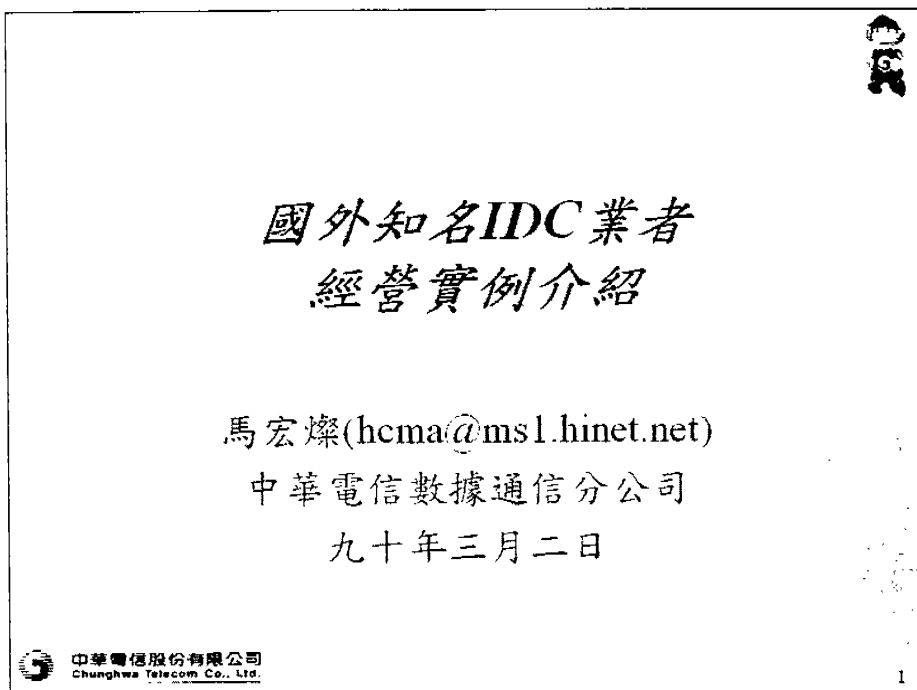 國外知名IDC業者
經營實例介紹
馬宏燦(hcma@ms1.hinet.net)
中華電信數據通信分公司
九十年三月二日
中華電信股份有限公司
Chunghwa Telecom Co., Ltd.
1